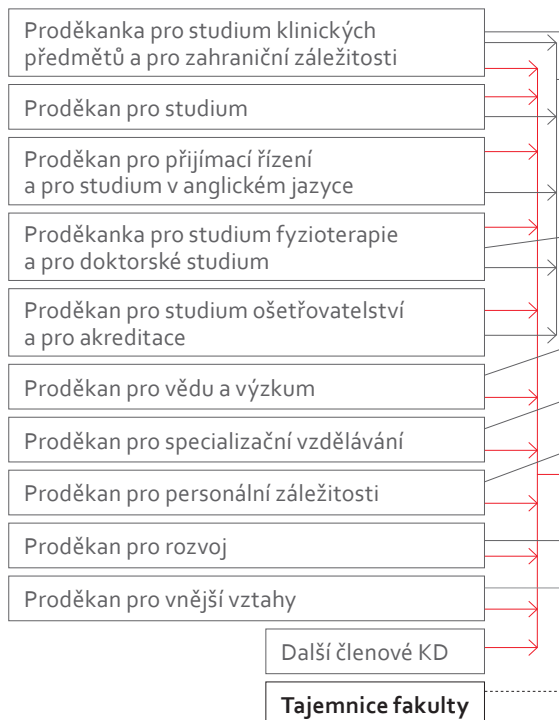 Proděkanka pro studium klinických
předmětů a pro zahraniční záležitosti
Proděkan pro studium
Proděkan pro přijímací řízení
a pro studium v anglickém jazyce
Proděkanka pro studium fyzioterapie
a pro doktorské studium
Proděkan pro studium ošetřovatelství
a pro akreditace
Proděkan pro vědu a výzkum
Proděkan pro specializační vzdělávání
Proděkan pro personální záležitosti
Proděkan pro rozvoj
Proděkan pro vnější vztahy
Další členové KD
Tajemnice fakulty